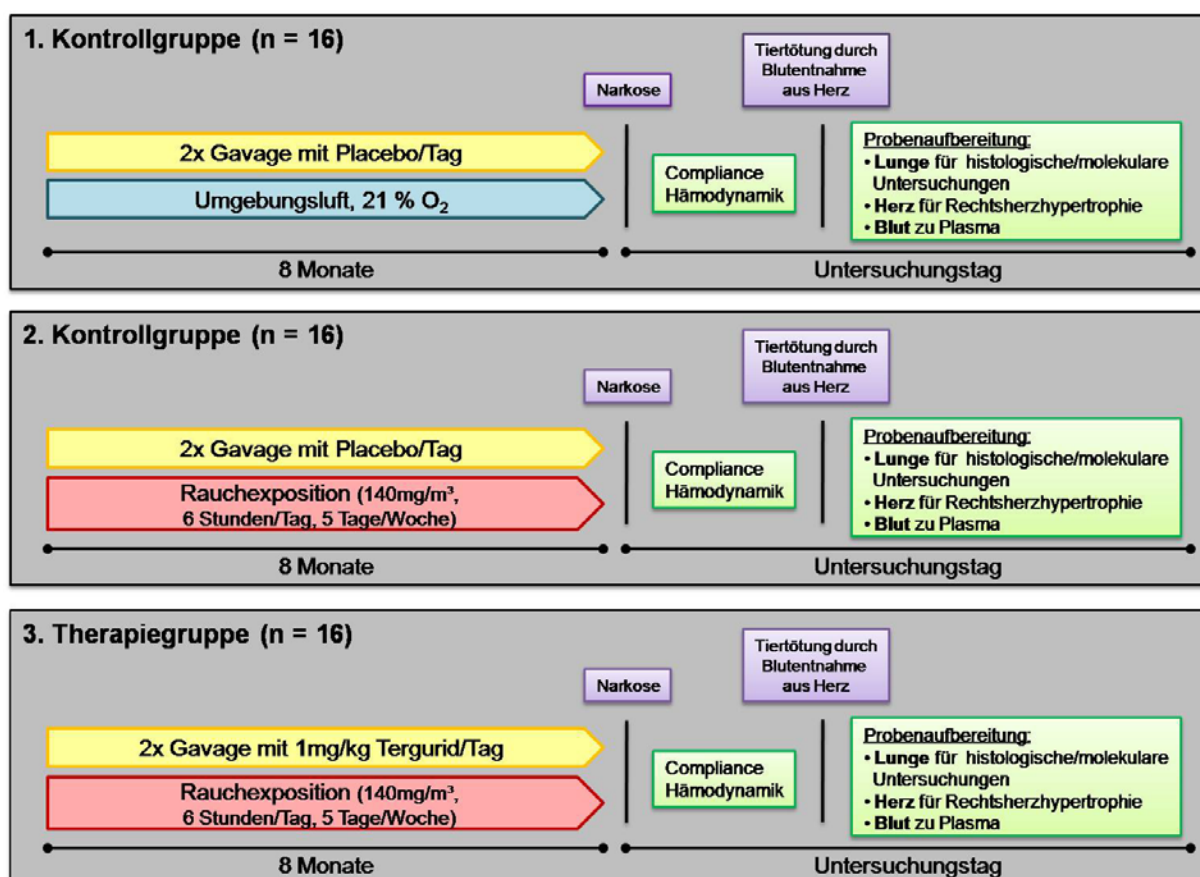 1. Kontrollgruppe (n = 16)
Narkose
Tiertötung durch
Blutentnahme
aus Herz
2x Gavage mit Placebo/Tag
Umgebungsluft, 21 % O₂
Compliance
Hämodynamik
Probenaufbereitung:
• Lunge für histologische/molekulare
Untersuchungen
• Herz für Rechtsherzhypertrophie
• Blut zu Plasma
8 Monate
Untersuchungstag
2. Kontrollgruppe (n = 16)
Narkose
Tiertötung durch
Blutentnahme
aus Herz
2x Gavage mit Placebo/Tag
Rauchexposition (140mg/m³,
6 Stunden/Tag, 5 Tage/Woche)
Compliance
Hämodynamik
Probenaufbereitung:
• Lunge für histologische/molekulare
Untersuchungen
• Herz für Rechtsherzhypertrophie
• Blut zu Plasma
8 Monate
Untersuchungstag
3. Therapiegruppe (n = 16)
Narkose
Tiertötung durch
Blutentnahme
aus Herz
2x Gavage mit 1mg/kg Tergurid/Tag
Rauchexposition (140mg/m³,
6 Stunden/Tag, 5 Tage/Woche)
Compliance
Hämodynamik
Probenaufbereitung:
• Lunge für histologische/molekulare
Untersuchungen
• Herz für Rechtsherzhypertrophie
• Blut zu Plasma
8 Monate
Untersuchungstag